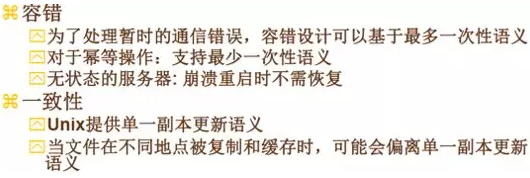 容错
为了处理暂时的通信错误，容错设计可以基于最多一次性语义
对于幂等操作：支持最少一次性语义
无状态的服务器: 崩溃重启时不需恢复
一致性
Unix提供单一副本更新语义
当文件在不同地点被复制和缓存时，可能会偏离单一副本更新
语义